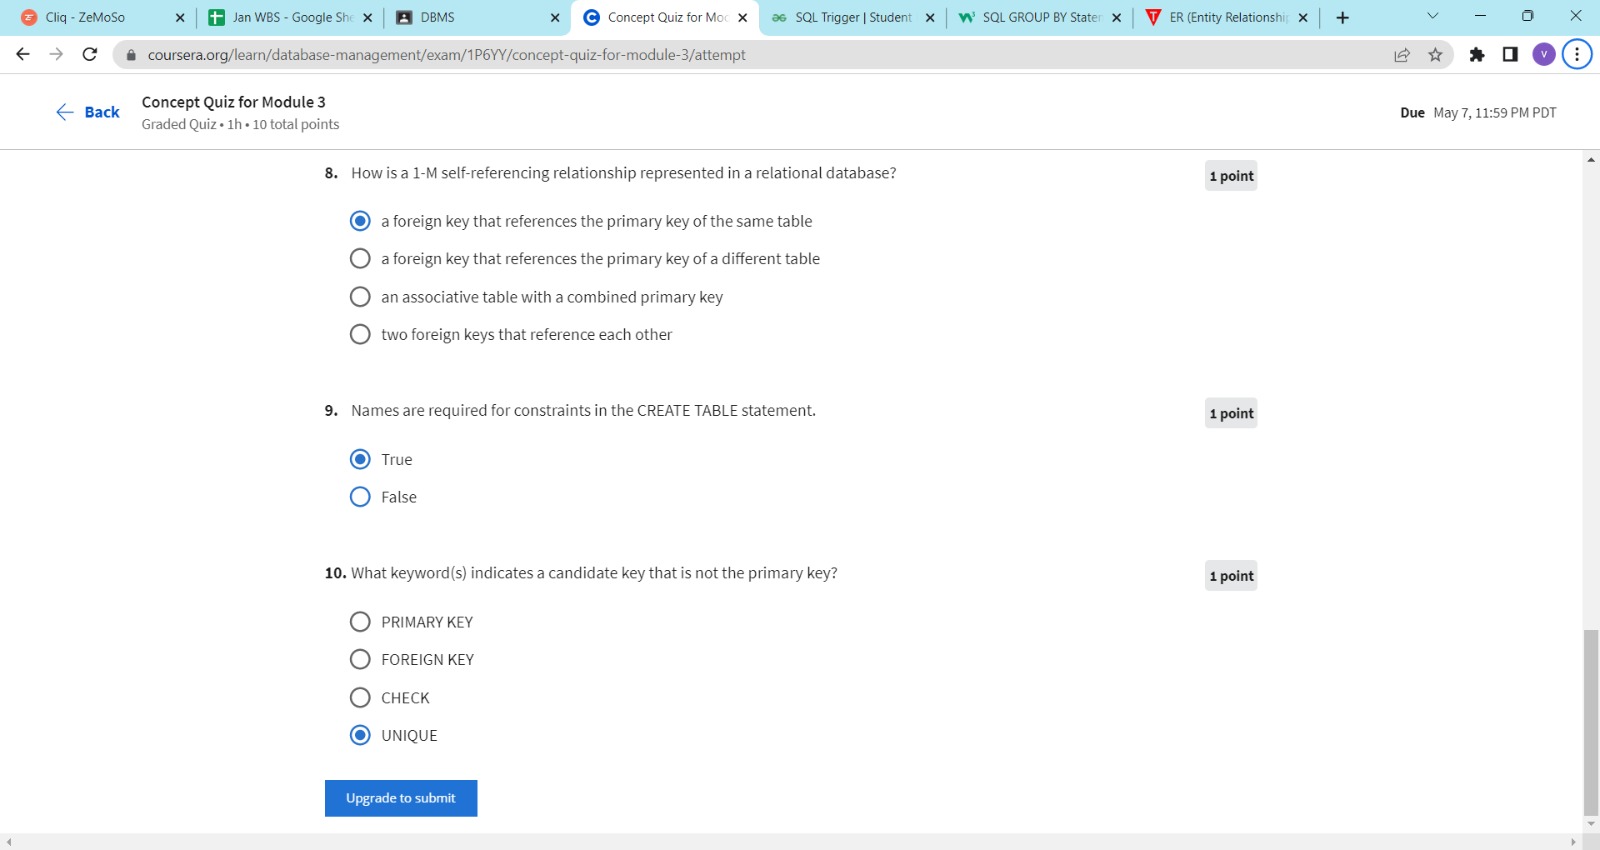 Cliq - ZeMoSo
Jan WBS - Google She
DBMS
Concept Quiz for Moc
SQL Trigger | Student
SQL GROUP BY Stater
ER (Entity Relationship
coursera.org/learn/database-management/exam/1P6YY/concept-quiz-for-module-3/attempt
V
Back
Concept Quiz for Module 3
Graded Quiz • 1h • 10 total points
Due May 7, 11:59 PM PDT
8. How is a 1-M self-referencing relationship represented in a relational database?
1 point
a foreign key that references the primary key of the same table
a foreign key that references the primary key of a different table
an associative table with a combined primary key
two foreign keys that reference each other
9. Names are required for constraints in the CREATE TABLE statement.
1 point
True
False
10. What keyword(s) indicates a candidate key that is not the primary key?
1 point
PRIMARY KEY
FOREIGN KEY
CHECK
UNIQUE
Upgrade to submit